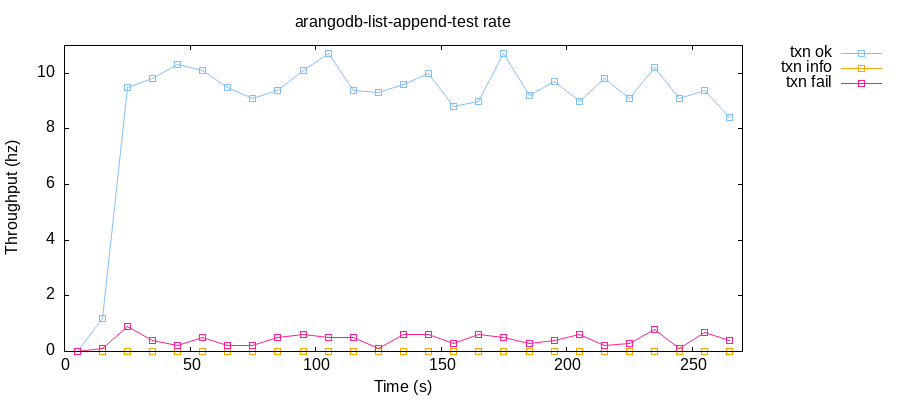 arangodb-list-append-test rate
txn ok
txn info
txn fail
Throughput (hz)
10
8
6
4
2
0
0 50 100 150 200 250
Time (s)